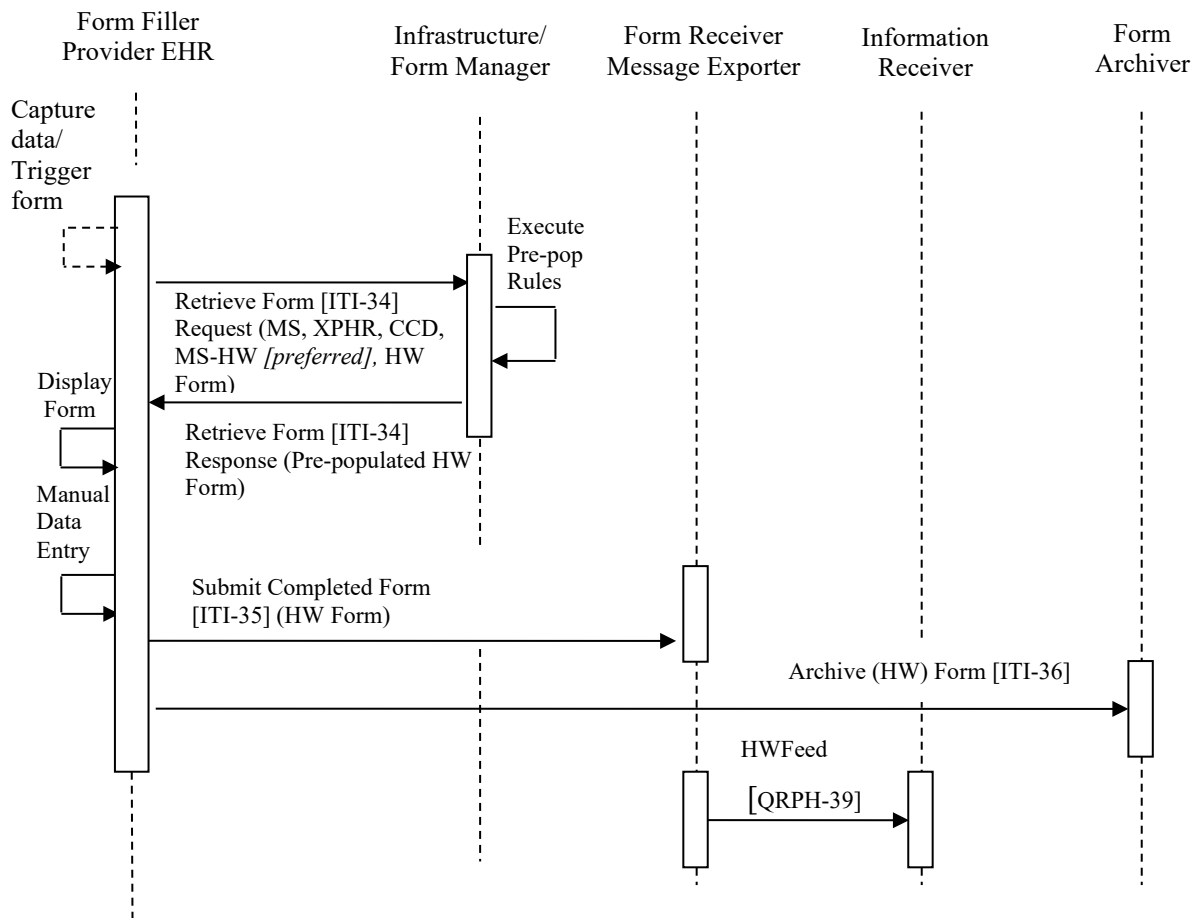 Form Filler
Provider EHR
Infrastructure/
Form Manager
Form Receiver
Message Exporter
Information
Receiver
Form
Archiver
Capture
data/
Trigger
form
Execute
Pre-pop
Rules
Retrieve Form [ITI-34]
Request (MS, XPHR, CCD,
MS-HW [preferred], HW
Form)
Display
Form
Retrieve Form [ITI-34]
Response (Pre-populated HW
Form)
Manual
Data
Entry
Submit Completed Form
[ITI-35] (HW Form)
Archive (HW) Form [ITI-36]
HWFeed
[QRPH-39]